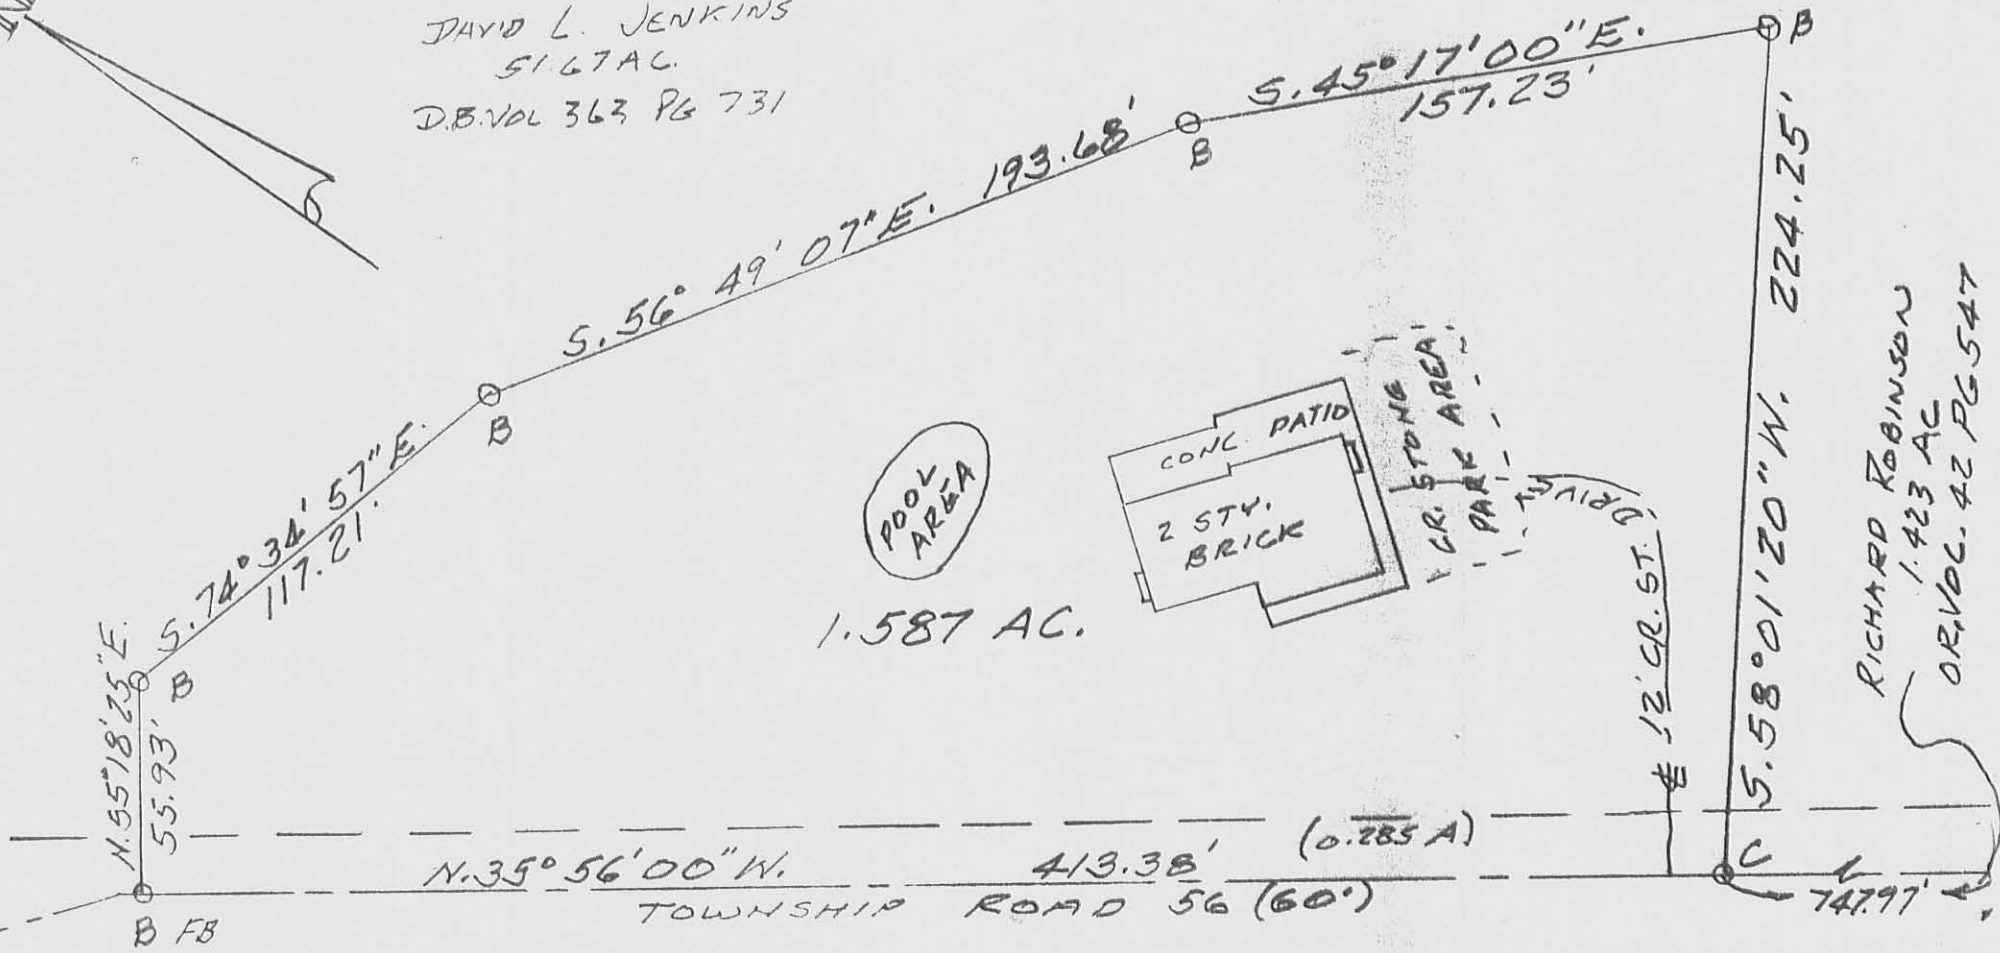 N
DAVID L. JENKINS
51.67 AC.
D.B. VOL 363 PG 731
S. 45° 17' 00" E.
157.23'
B
S. 56° 49' 07" E. 193.68'
B
S. 74° 34' 57" E.
117.21'
B
N. 55° 18' 25" E.
55.93'
B
POOL
AREA
1.587 AC.
CONC. PATIO
2 STY.
BRICK
CR. STONE
PARK AREA
DRIVE
12' CR. ST.
S. 58° 01' 20" W. 224.25'
RICHARD ROBINSON
1.423 AC
OR. VOL. 42 PG 547
(0.285 A)
N. 35° 56' 00" W. 413.38'
C
TOWNSHIP ROAD 56 (60')
747.97'
B FB